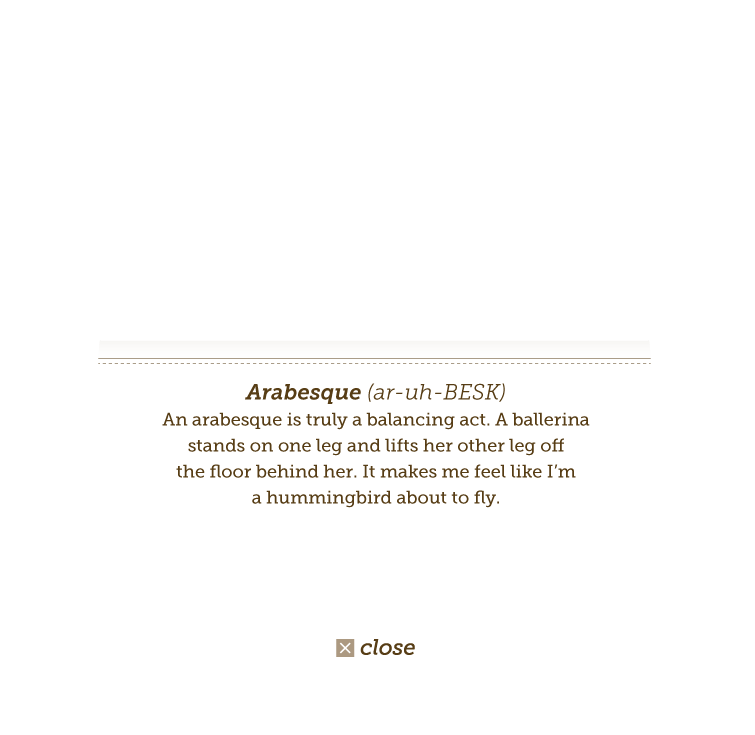 Arabesque (ar-uh-BESK)
An arabesque is truly a balancing act. A ballerina
stands on one leg and lifts her other leg off
the floor behind her. It makes me feel like I’m
a hummingbird about to fly.
close